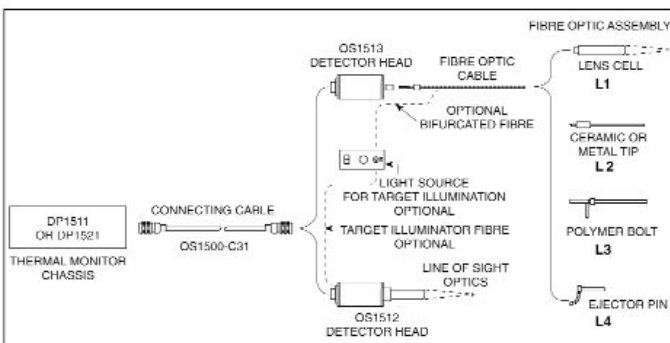 FIBRE OPTIC ASSEMBLY
OS1513
DETECTOR HEAD
FIBRE OPTIC
CABLE
LENS CELL
L1
OPTIONAL
BIFURCATED FIBRE
CERAMIC OR
METAL TIP
L2
LIGHT SOURCE
FOR TARGET ILLUMINATION
OPTIONAL
DP1511
OR DP1521
THERMAL MONITOR
CHASSIS
CONNECTING CABLE
OS1500-C31
TARGET ILLUMINATOR FIBRE
OPTIONAL
POLYMER BOLT
L3
LINE OF SIGHT
OPTICS
OS1512
DETECTOR HEAD
EJECTOR PIN
L4